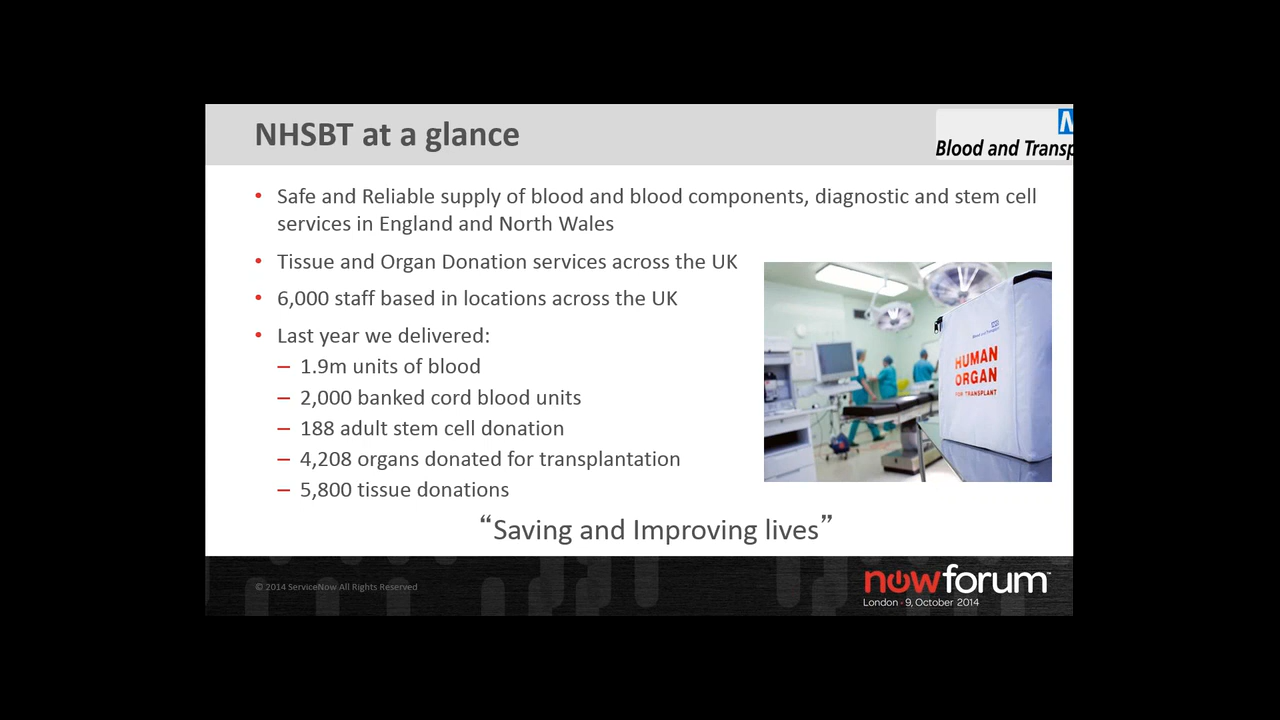 NHSBT at a glance
Blood and Transp
• Safe and Reliable supply of blood and blood components, diagnostic and stem cell
services in England and North Wales
• Tissue and Organ Donation services across the UK
• 6,000 staff based in locations across the UK
• Last year we delivered:
– 1.9m units of blood
– 2,000 banked cord blood units
– 188 adult stem cell donation
– 4,208 organs donated for transplantation
– 5,800 tissue donations
HUMAN
ORGAN
FOR TRANSPLANT
“Saving and Improving lives”
© 2014 ServiceNow All Rights Reserved
nowforum™
London · 9, October 2014